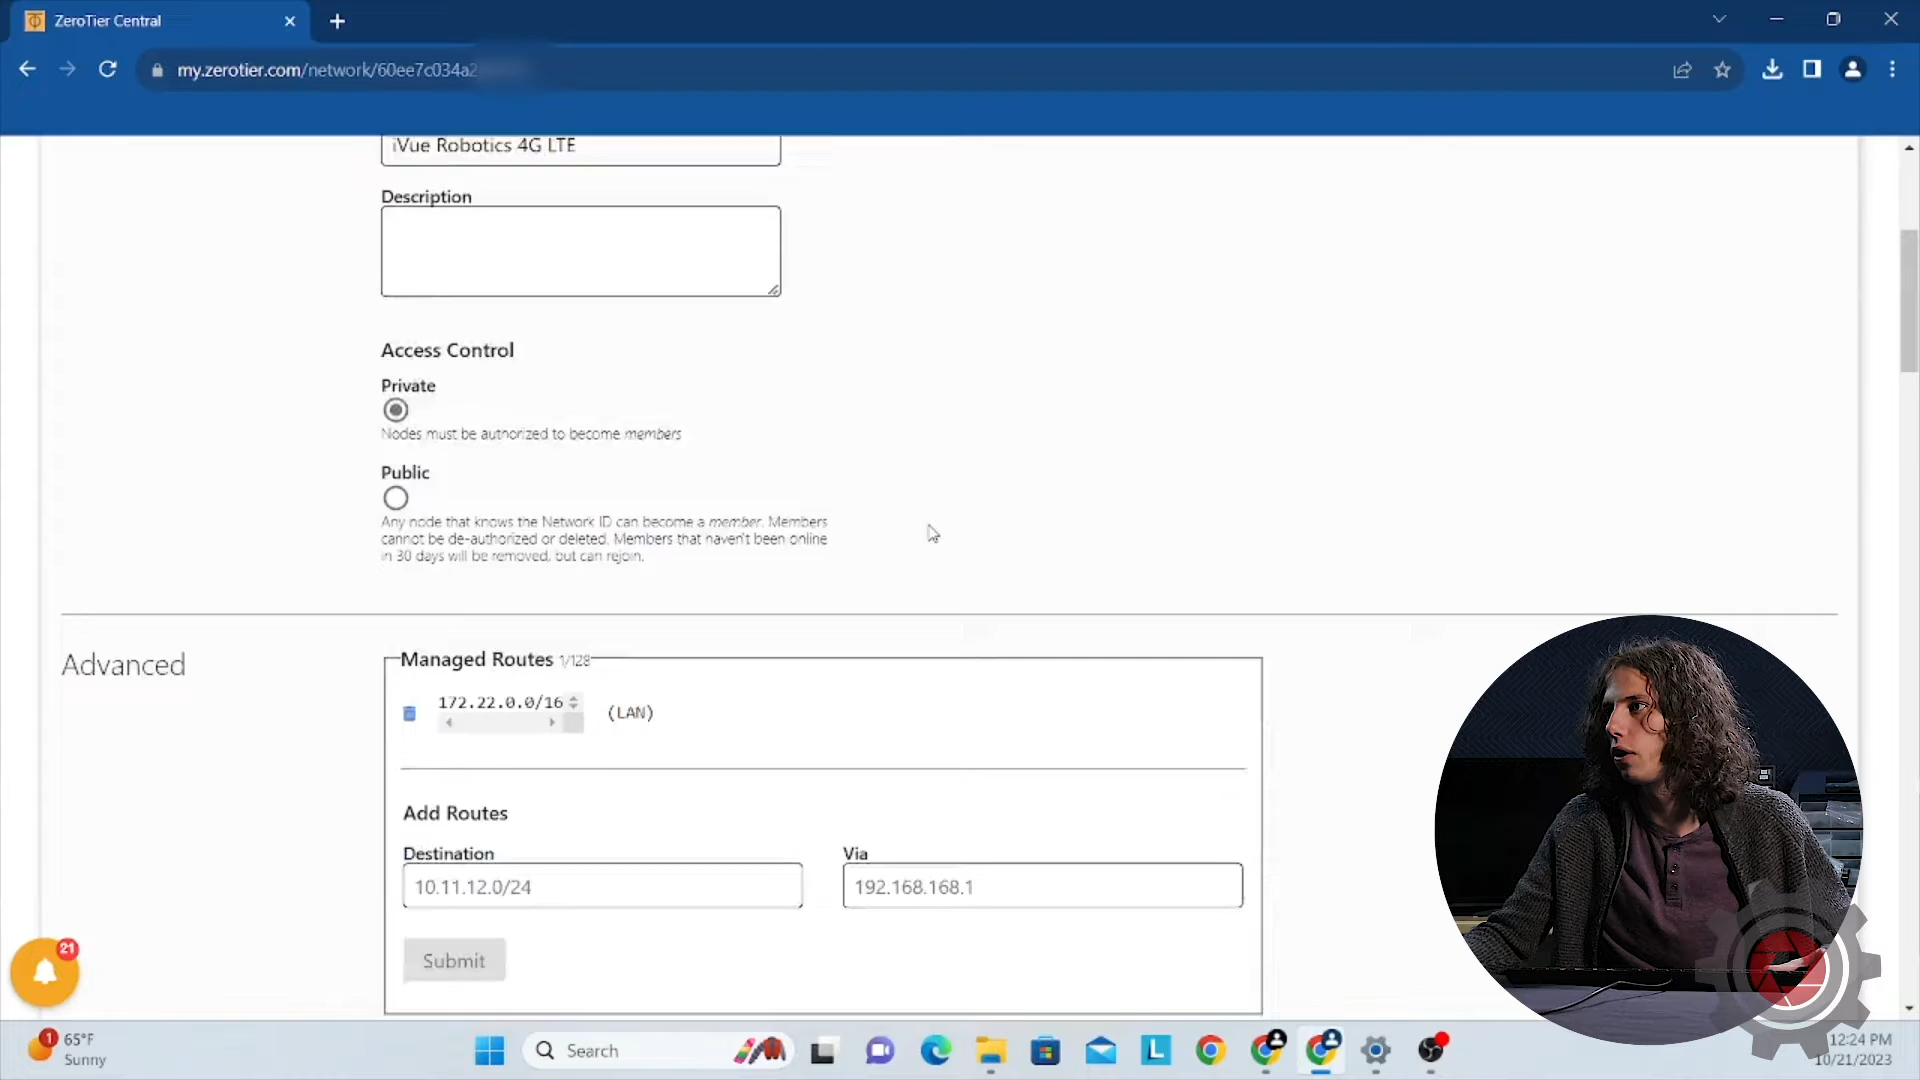 ZeroTier Central
my.zerotier.com/network/60ee7c034a2
iVue Robotics 4G LTE
Description
Access Control
Private
Nodes must be authorized to become members
Public
Any node that knows the Network ID can become a member. Members
cannot be de-authorized or deleted. Members that haven't been online
in 30 days will be removed, but can rejoin.
Advanced
Managed Routes 1/128
172.22.0.0/16
(LAN)
Add Routes
Destination
Via
10.11.12.0/24
192.168.168.1
Submit
21
1
65°F
Sunny
Search
L
12:24 PM
10/21/2023